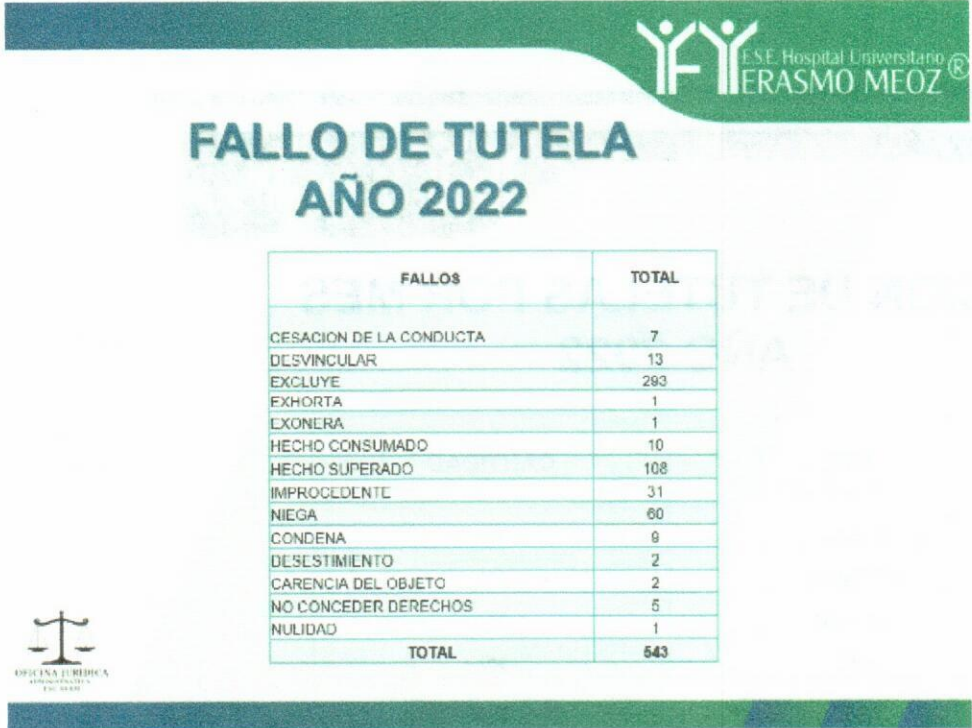 E.S.E. Hospital Universitario
ERASMO MEOZ ®
FALLO DE TUTELA
AÑO 2022
FALLOS TOTAL
CESACION DE LA CONDUCTA 7
DESVINCULAR 13
EXCLUYE 293
EXHORTA 1
EXONERA 1
HECHO CONSUMADO 10
HECHO SUPERADO 108
IMPROCEDENTE 31
NIEGA 60
CONDENA 9
DESESTIMIENTO 2
CARENCIA DEL OBJETO 2
NO CONCEDER DERECHOS 5
NULIDAD 1
TOTAL 543
OFICINA JURÍDICA